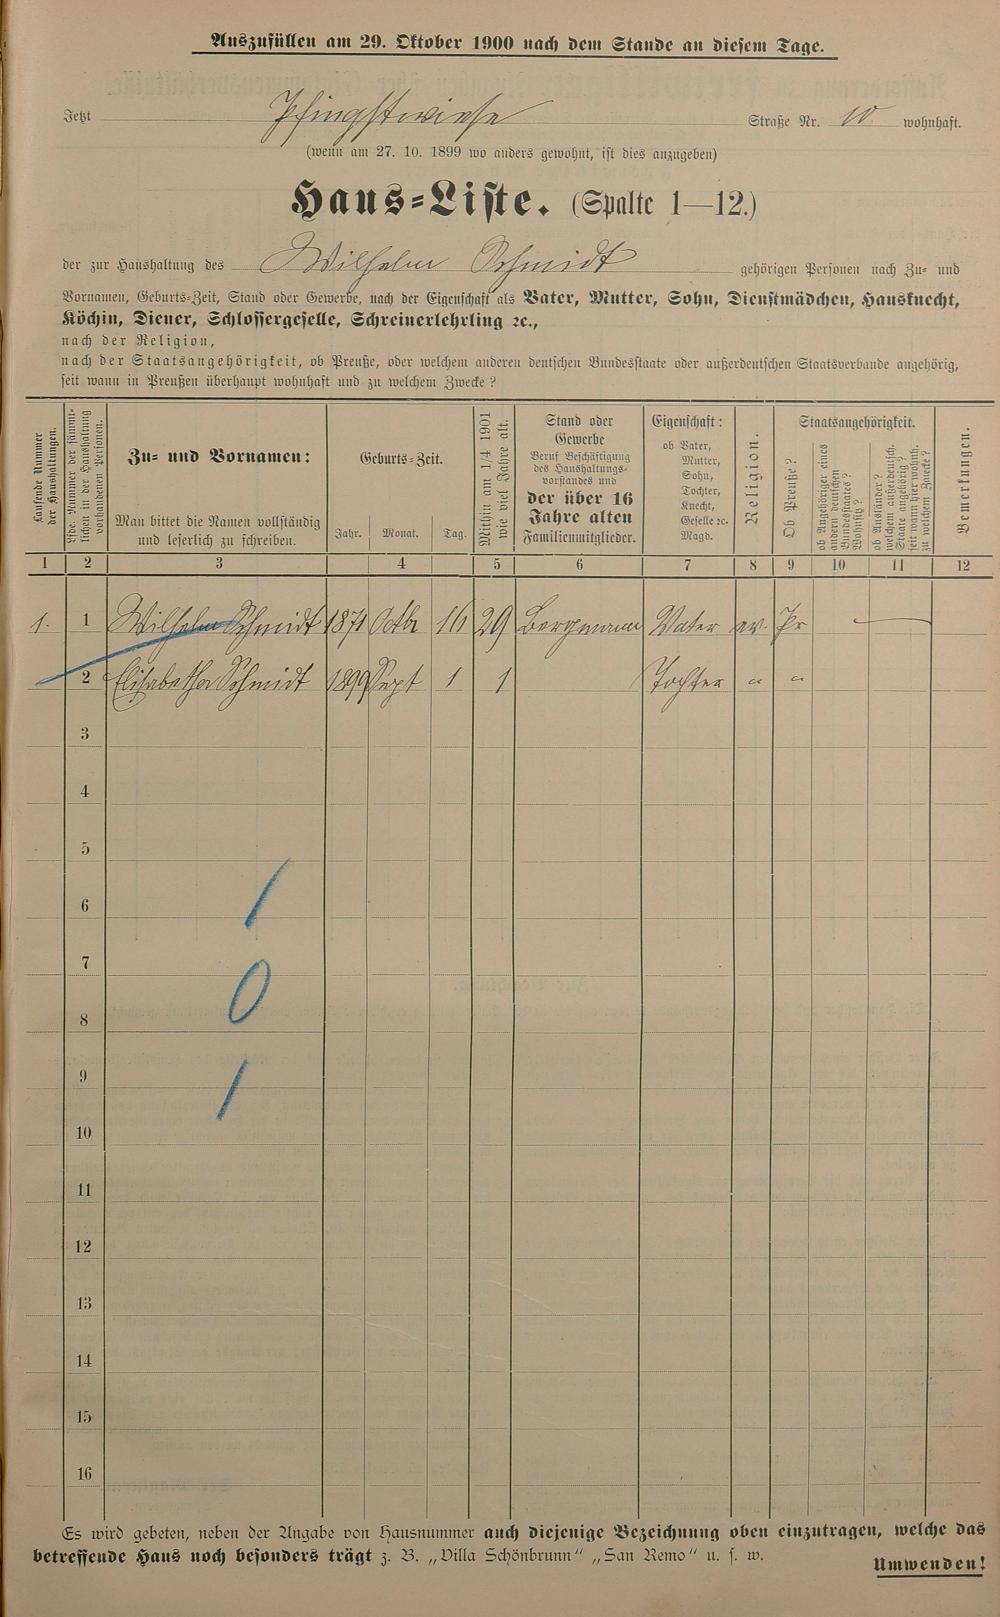 Auszufüllen am 29. Oktober 1900 nach dem Stande an diesem Tage.
Jetzt Pfingstwiese Straße Nr. 10 wohnhaft.
(wenn am 27. 10. 1899 wo anders gewohnt, ist dies anzugeben)
Haus-Liste. (Spalte 1—12.)
der zur Haushaltung des Wilhelm Schmidt gehörigen Personen nach Zu- und
Vornamen, Geburts-Zeit, Stand oder Gewerbe, nach der Eigenschaft als Vater, Mutter, Sohn, Dienstmädchen, Hausknecht,
Köchin, Diener, Schlossergeselle, Schreinerlehrling ꝛc.,
nach der Religion,
nach der Staatsangehörigkeit, ob Preuße, oder welchem anderen deutschen Bundesstaate oder außerdeutschen Staatsverbande angehörig,
seit wann in Preußen überhaupt wohnhaft und zu welchem Zwecke?
Laufende Nummer
der Haushaltungen.
Lfde. Nummer der sämmt-
lichen in der Haushaltung
vorhandenen Personen.
Zu- und Vornamen:
Man bittet die Namen vollständig
und leserlich zu schreiben.
Geburts-Zeit.
Jahr. Monat. Tag.
Mithin am 1/4 1901
wie viel Jahre alt.
Stand oder
Gewerbe
Beruf Beschäftigung
des Haushaltungs-
vorstandes und
der über 16
Jahre alten
Familienmitglieder.
Eigenschaft:
ob Vater,
Mutter,
Sohn,
Tochter,
Knecht,
Geselle ꝛc.
Magd.
Religion.
Staatsangehörigkeit.
Ob Preuße?
ob Angehöriger eines
anderen deutschen
Bundesstaates?
Wohnsitz?
ob Ausländer?
welchem außerdeutsch.
Staate angehörig?
seit wann hier wohnh.
zu welchem Zwecke?
Bemerkungen.
1 2 3 4 5 6 7 8 9 10 11 12
1. 1 Wilhelm Schmidt 1871 Octbr 16 29 Bergmann Vater ev. Pr
2 Elisabetha Schmidt 1899 Sept 1 1 Tochter " "
3
4
5
6
1
7
0
8
9
1
10
11
12
13
14
15
16
Es wird gebeten, neben der Angabe von Hausnummer auch diejenige Bezeichnung oben einzutragen, welche das
betreffende Haus noch besonders trägt z. B. „Villa Schönbrunn“ „San Remo“ u. s. w.
Umwenden!